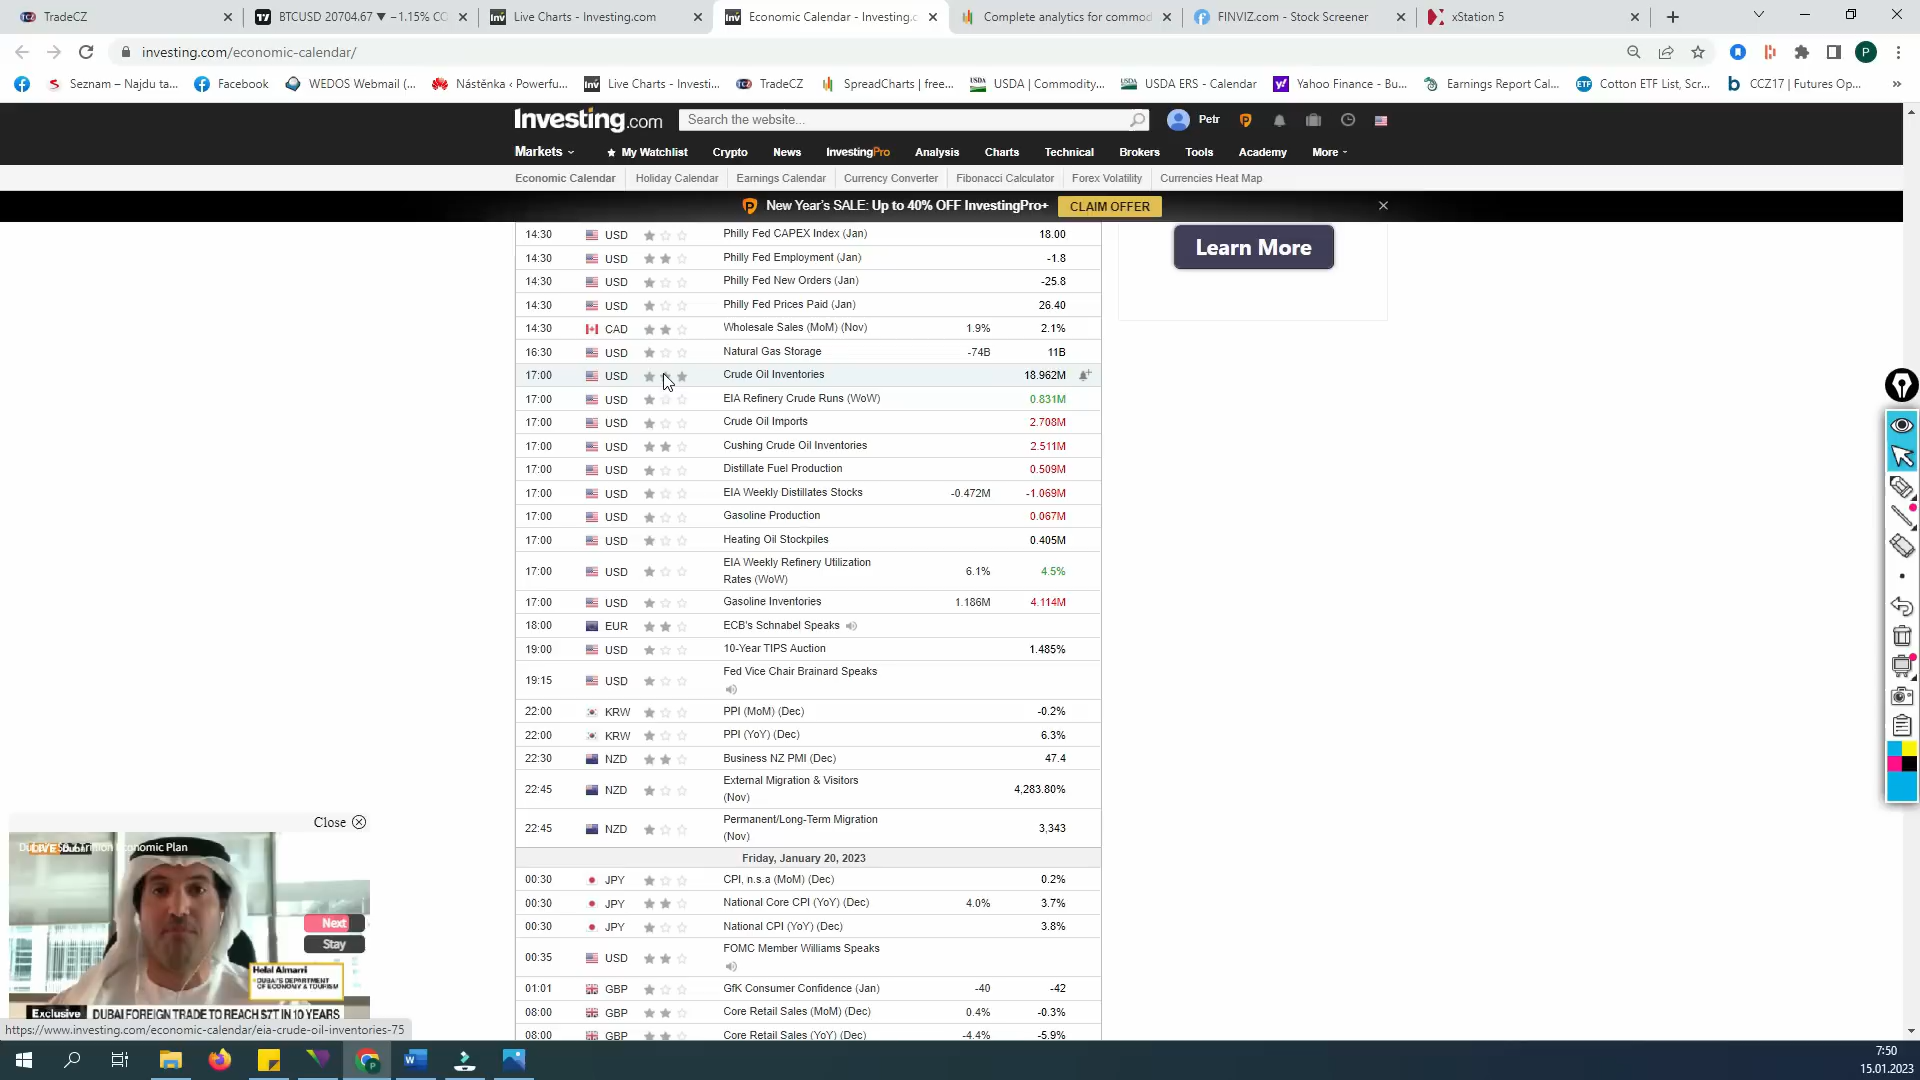 TradeCZ
BTCUSD 20704.67 ▼ −1.15% CC
Live Charts - Investing.com
Economic Calendar - Investing.c
Complete analytics for commod
FINVIZ.com - Stock Screener
xStation 5
investing.com/economic-calendar/
P
Seznam – Najdu ta...
Facebook
WEDOS Webmail (...
Nástěnka ‹ Powerfu...
Live Charts - Investi...
TradeCZ
SpreadCharts | free...
USDA | Commodity...
USDA ERS - Calendar
Yahoo Finance - Bu...
Earnings Report Cal...
Cotton ETF List, Scr...
CCZ17 | Futures Op...
Investing.com
Search the website...
Petr
Markets
My Watchlist
Crypto
News
InvestingPro
Analysis
Charts
Technical
Brokers
Tools
Academy
More
Economic Calendar
Holiday Calendar
Earnings Calendar
Currency Converter
Fibonacci Calculator
Forex Volatility
Currencies Heat Map
New Year's SALE: Up to 40% OFF InvestingPro+
CLAIM OFFER
Learn More
14:30 USD Philly Fed CAPEX Index (Jan) 18.00
14:30 USD Philly Fed Employment (Jan) -1.8
14:30 USD Philly Fed New Orders (Jan) -25.8
14:30 USD Philly Fed Prices Paid (Jan) 26.40
14:30 CAD Wholesale Sales (MoM) (Nov) 1.9% 2.1%
16:30 USD Natural Gas Storage -74B 11B
17:00 USD Crude Oil Inventories 18.962M
17:00 USD EIA Refinery Crude Runs (WoW) 0.831M
17:00 USD Crude Oil Imports 2.708M
17:00 USD Cushing Crude Oil Inventories 2.511M
17:00 USD Distillate Fuel Production 0.509M
17:00 USD EIA Weekly Distillates Stocks -0.472M -1.069M
17:00 USD Gasoline Production 0.067M
17:00 USD Heating Oil Stockpiles 0.405M
17:00 USD EIA Weekly Refinery Utilization
Rates (WoW) 6.1% 4.5%
17:00 USD Gasoline Inventories 1.186M 4.114M
18:00 EUR ECB's Schnabel Speaks
19:00 USD 10-Year TIPS Auction 1.485%
19:15 USD Fed Vice Chair Brainard Speaks
22:00 KRW PPI (MoM) (Dec) -0.2%
22:00 KRW PPI (YoY) (Dec) 6.3%
22:30 NZD Business NZ PMI (Dec) 47.4
22:45 NZD External Migration & Visitors
(Nov) 4,283.80%
22:45 NZD Permanent/Long-Term Migration
(Nov) 3,343
Friday, January 20, 2023
00:30 JPY CPI, n.s.a (MoM) (Dec) 0.2%
00:30 JPY National Core CPI (YoY) (Dec) 4.0% 3.7%
00:30 JPY National CPI (YoY) (Dec) 3.8%
00:35 USD FOMC Member Williams Speaks
01:01 GBP GfK Consumer Confidence (Jan) -40 -42
08:00 GBP Core Retail Sales (MoM) (Dec) 0.4% -0.3%
08:00 GBP Core Retail Sales (YoY) (Dec) -4.4% -5.9%
Close
Next
Stay
Helal Almarri
DUBAI'S DEPARTMENT
OF ECONOMY & TOURISM
Exclusive DUBAI FOREIGN TRADE TO REACH $7T IN 10 YEARS
https://www.investing.com/economic-calendar/eia-crude-oil-inventories-75
7:50
15.01.2023